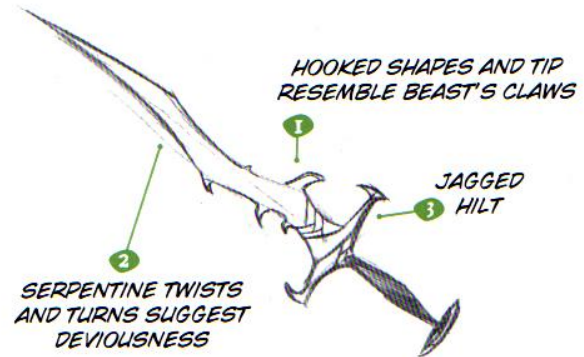 HOOKED SHAPES AND TIP
RESEMBLE BEAST'S CLAWS
1
JAGGED
HILT
3
2
SERPENTINE TWISTS
AND TURNS SUGGEST
DEVIOUSNESS